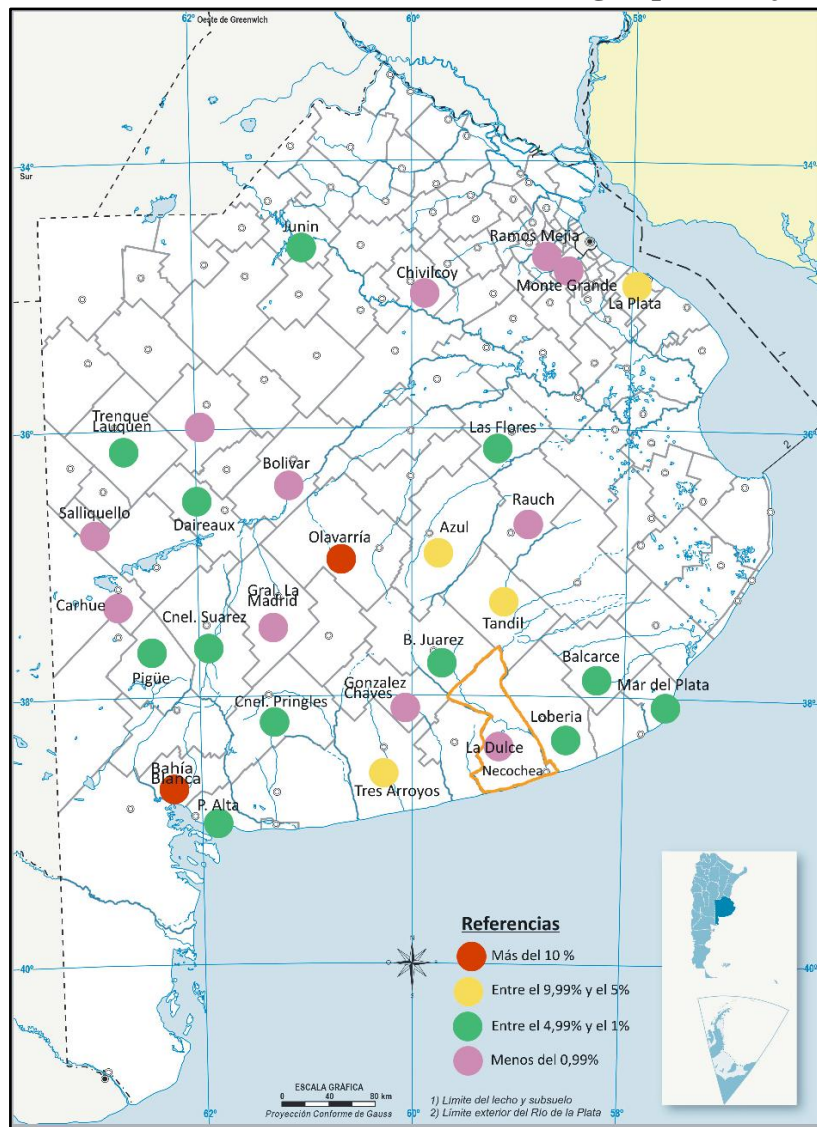 62°
Oeste de Greenwich
60°
58°
34°
Sur
34°
Junin
Ramos Mejia
Chivilcoy
Monte Grande
La Plata
1
2
36°
36°
Trenque
Lauquen
Las Flores
Bolivar
Rauch
Salliquello
Daireaux
Olavarría
Azul
Carhue
Gral. La
Madrid
Tandil
Cnel. Suarez
B. Juarez
Pigüe
Balcarce
Gonzalez
Chaves
Mar del Plata
38°
38°
Cnel. Pringles
Loberia
La Dulce
Necochea
Bahía
Blanca
Tres Arroyos
P. Alta
Referencias
Más del 10 %
Entre el 9,99% y el 5%
Entre el 4,99% y el 1%
Menos del 0,99%
40°
40°
N
O
E
S
ESCALA GRÁFICA
0 40 80 km
Proyección Conforme de Gauss
1) Limite del lecho y subsuelo
2) Límite exterior del Rio de la Plata
62°
60°
58°